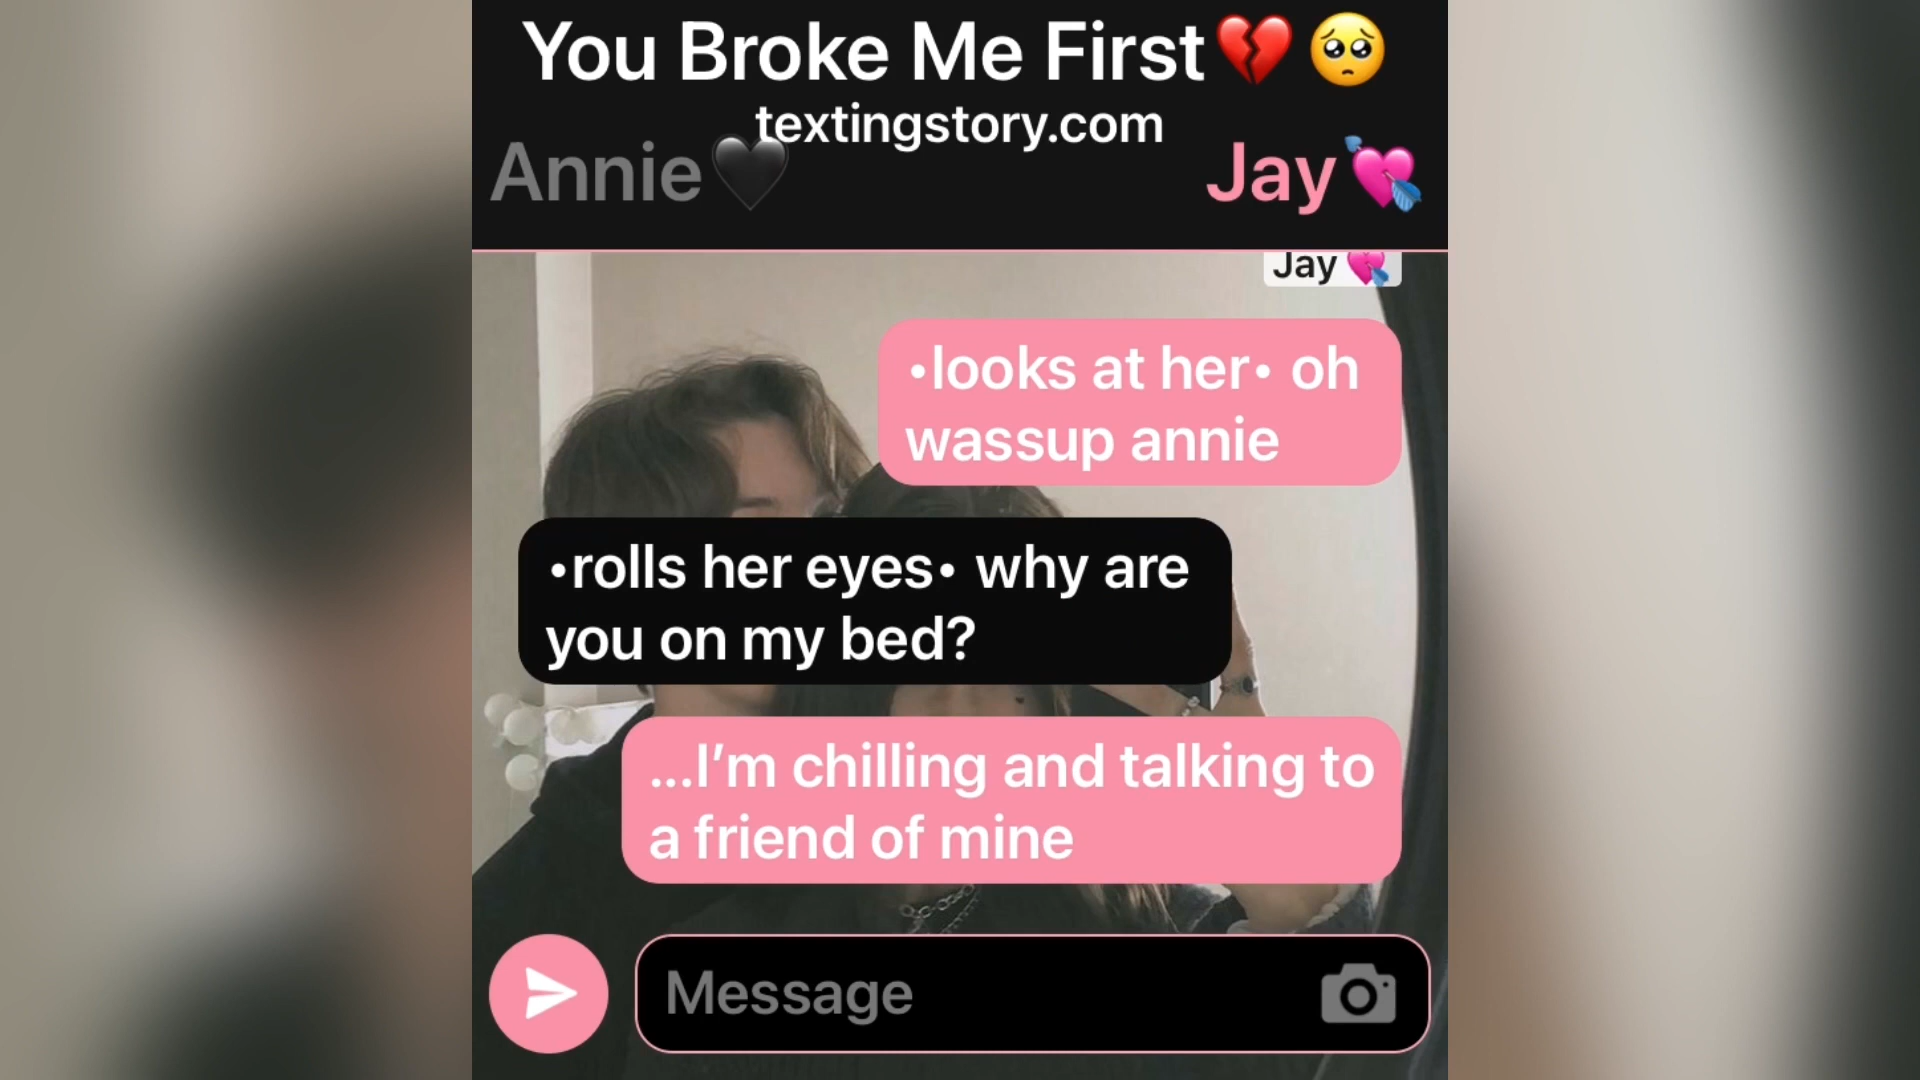 You Broke Me First💔🥺
textingstory.com
Annie🖤
Jay💘
Jay 💘
•looks at her• oh
wassup annie
•rolls her eyes• why are
you on my bed?
...I'm chilling and talking to
a friend of mine
Message